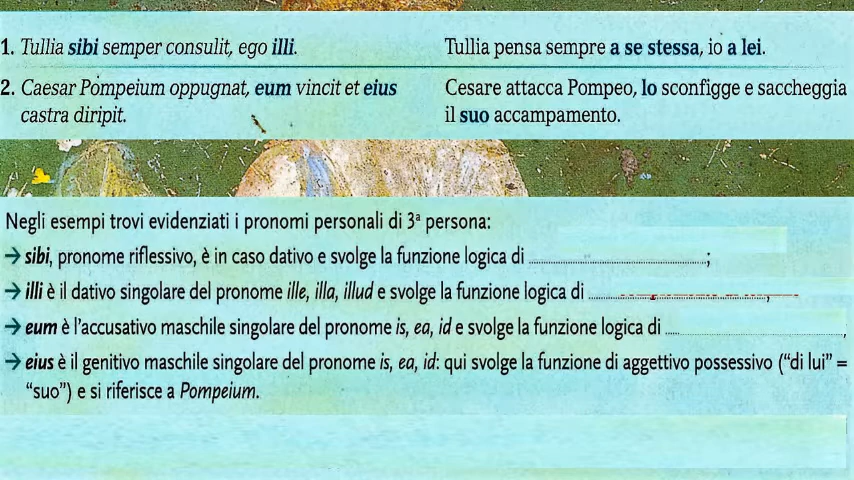 1. Tullia sibi semper consulit, ego illi.
Tullia pensa sempre a se stessa, io a lei.
2. Caesar Pompeium oppugnat, eum vincit et eius
castra diripit.
Cesare attacca Pompeo, lo sconfigge e saccheggia
il suo accampamento.
Negli esempi trovi evidenziati i pronomi personali di 3ª persona:
→ sibi, pronome riflessivo, è in caso dativo e svolge la funzione logica di ........................................;
→ illi è il dativo singolare del pronome ille, illa, illud e svolge la funzione logica di ........................................;
→ eum è l'accusativo maschile singolare del pronome is, ea, id e svolge la funzione logica di ........................................,
→ eius è il genitivo maschile singolare del pronome is, ea, id: qui svolge la funzione di aggettivo possessivo ("di lui" =
"suo") e si riferisce a Pompeium.